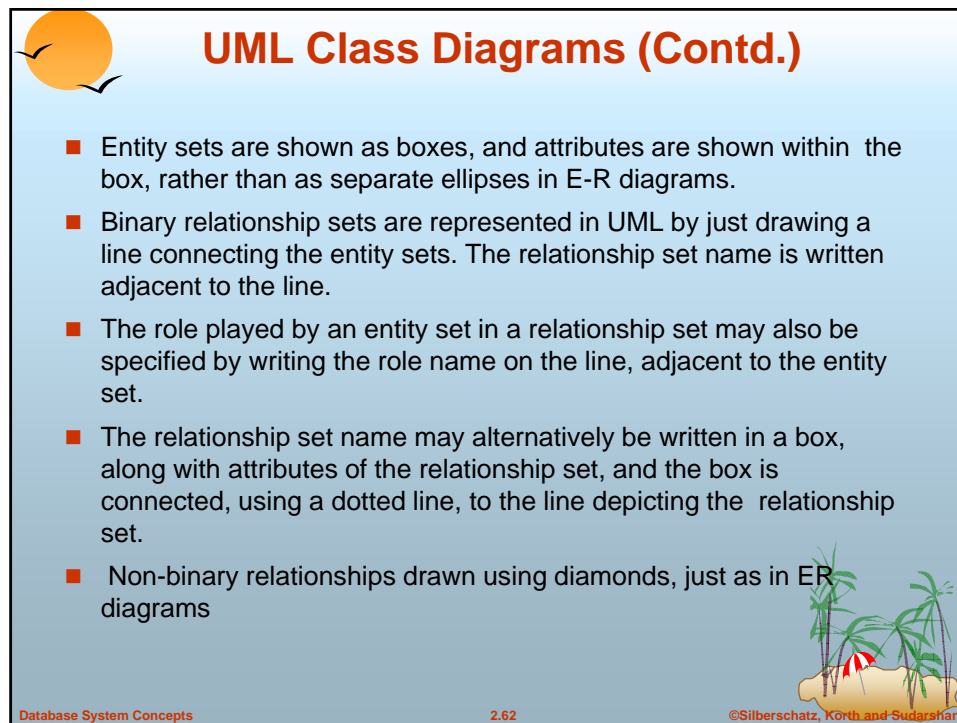 UML Class Diagrams (Contd.)
Entity sets are shown as boxes, and attributes are shown within the
box, rather than as separate ellipses in E-R diagrams.
Binary relationship sets are represented in UML by just drawing a
line connecting the entity sets. The relationship set name is written
adjacent to the line.
The role played by an entity set in a relationship set may also be
specified by writing the role name on the line, adjacent to the entity
set.
The relationship set name may alternatively be written in a box,
along with attributes of the relationship set, and the box is
connected, using a dotted line, to the line depicting the relationship
set.
Non-binary relationships drawn using diamonds, just as in ER
diagrams
Database System Concepts 2.62 ©Silberschatz, Korth and Sudarshan